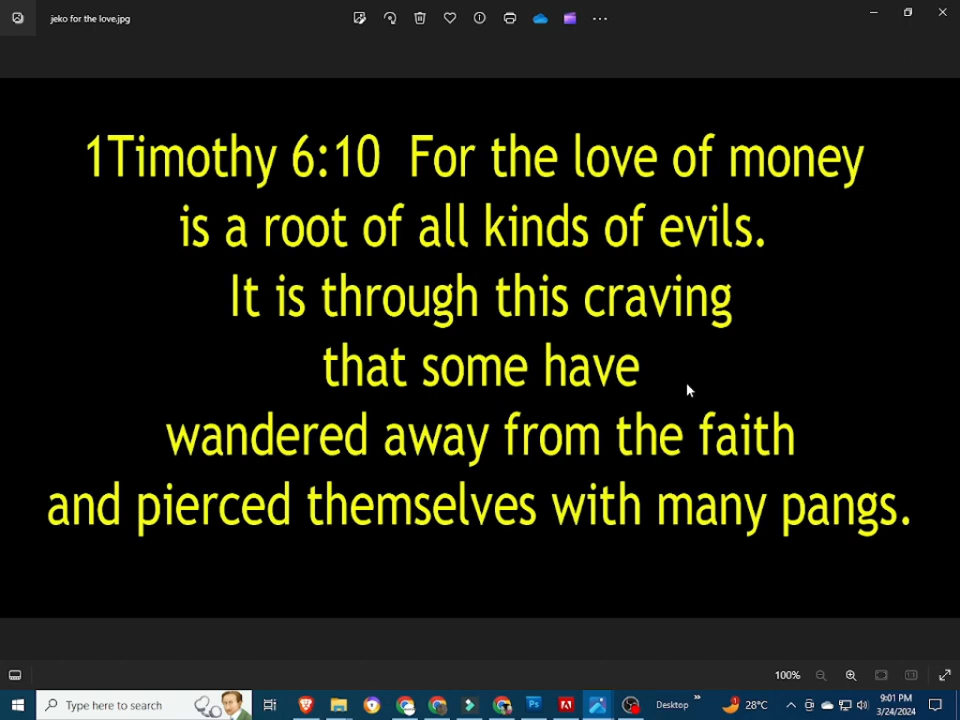 jeko for the love.jpg
1Timothy 6:10 For the love of money
is a root of all kinds of evils.
It is through this craving
that some have
wandered away from the faith
and pierced themselves with many pangs.
100%
Type here to search
Desktop
28°C
9:01 PM
3/24/2024